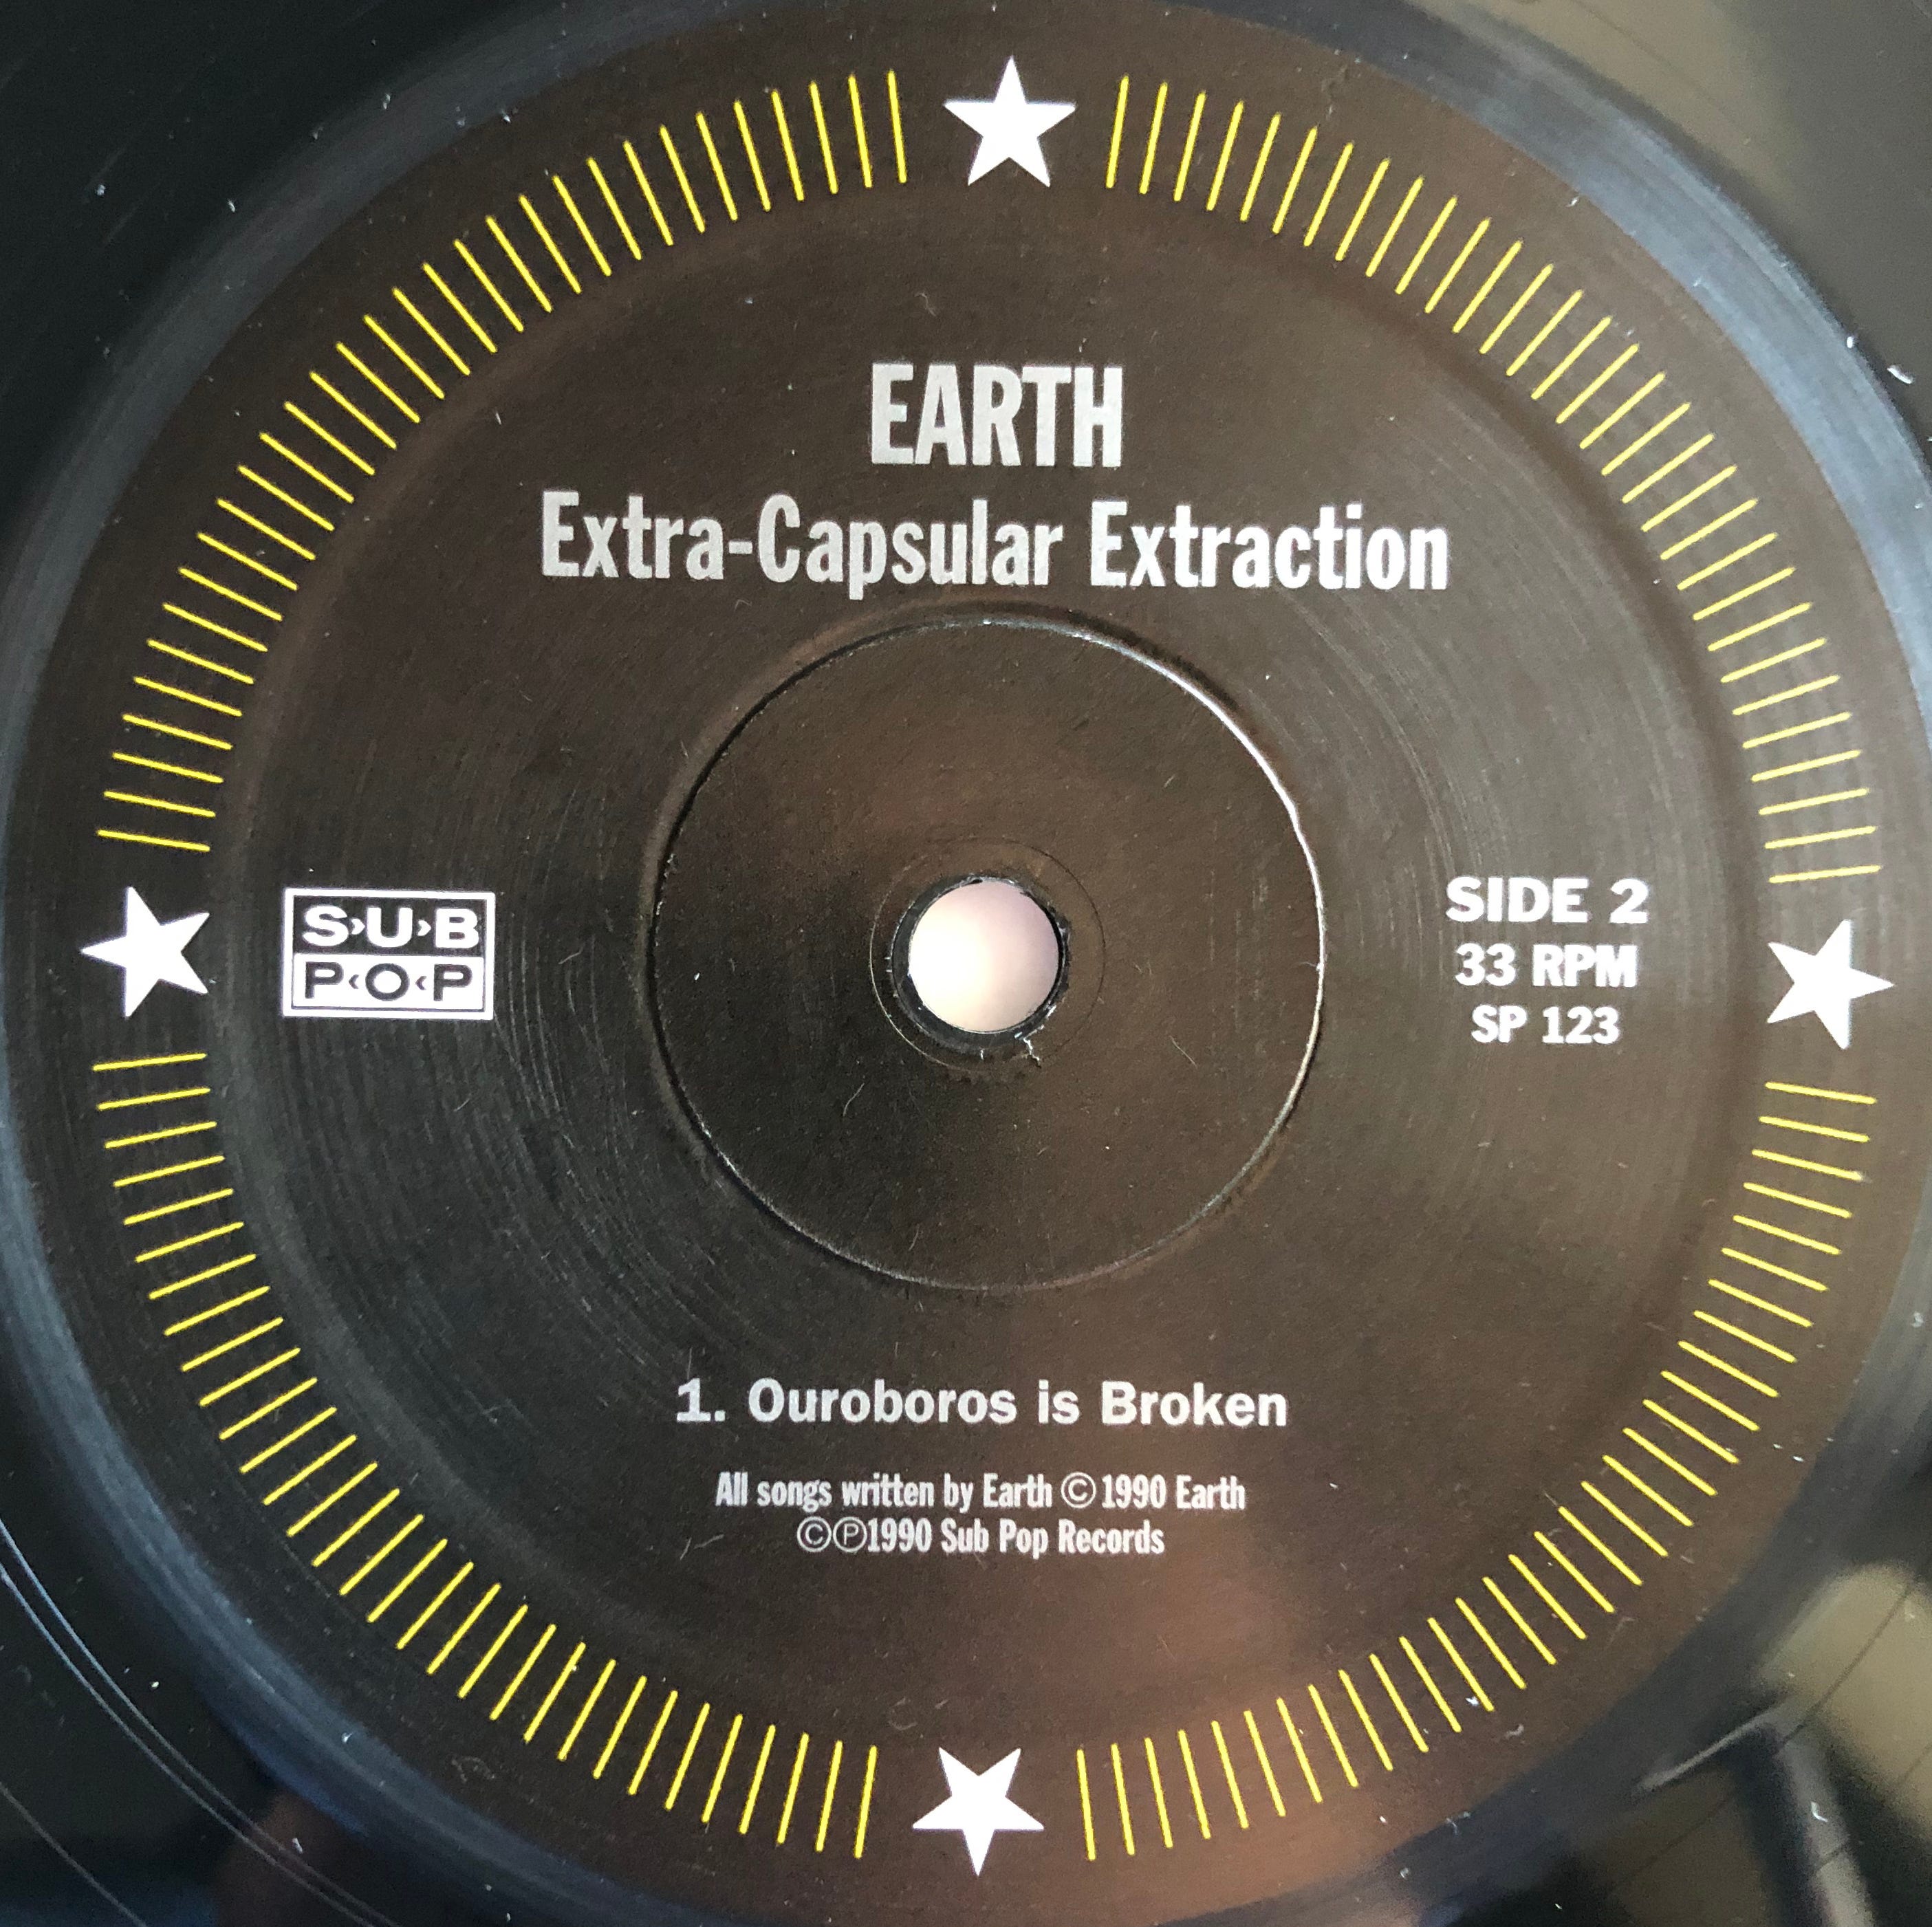 EARTH
Extra-Capsular Extraction
S›U›B
P‹O‹P
SIDE 2
33 RPM
SP 123
1. Ouroboros is Broken
All songs written by Earth © 1990 Earth
©℗1990 Sub Pop Records